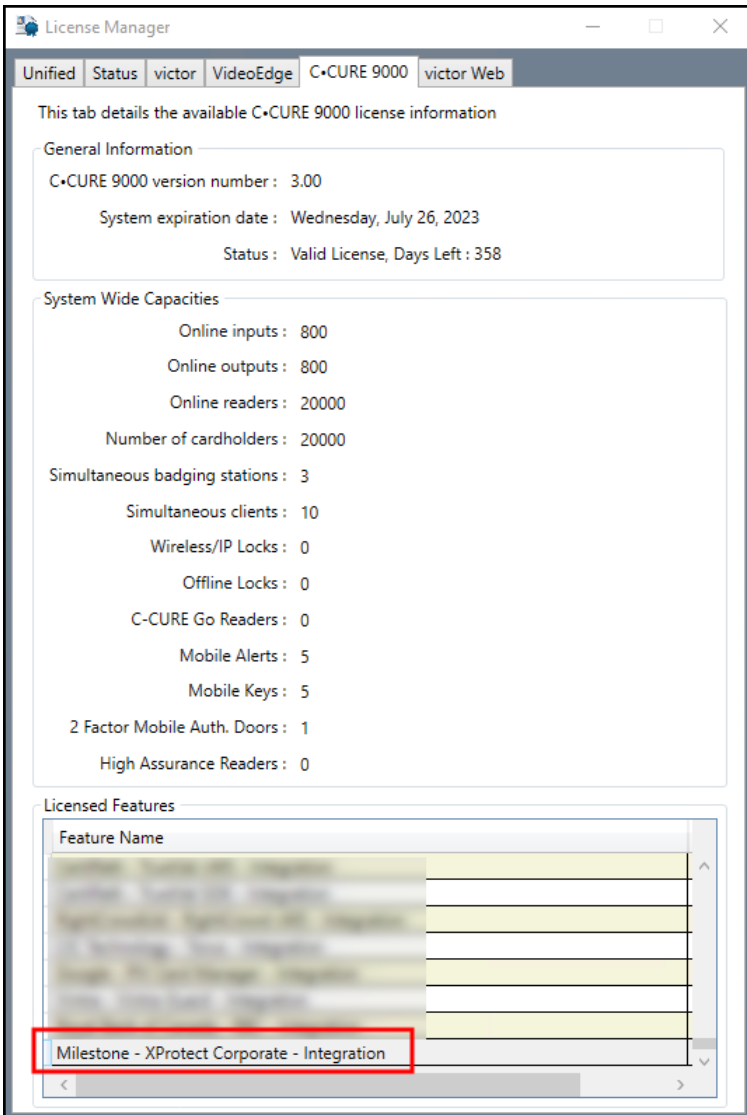 License Manager
Unified Status victor VideoEdge C•CURE 9000 victor Web
This tab details the available C•CURE 9000 license information
General Information
C•CURE 9000 version number : 3.00
System expiration date : Wednesday, July 26, 2023
Status : Valid License, Days Left : 358
System Wide Capacities
Online inputs : 800
Online outputs : 800
Online readers : 20000
Number of cardholders : 20000
Simultaneous badging stations : 3
Simultaneous clients : 10
Wireless/IP Locks : 0
Offline Locks : 0
C-CURE Go Readers : 0
Mobile Alerts : 5
Mobile Keys : 5
2 Factor Mobile Auth. Doors : 1
High Assurance Readers : 0
Licensed Features
Feature Name
Milestone - XProtect Corporate - Integration